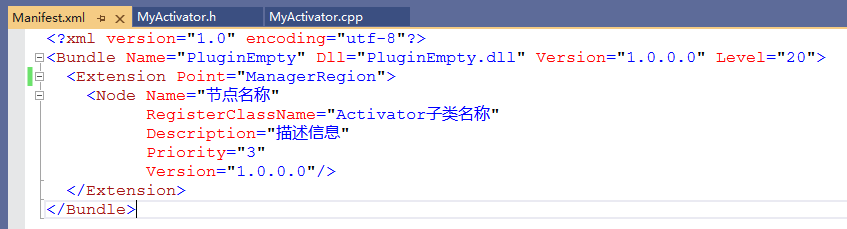 Manifest.xml MyActivator.h MyActivator.cpp
<?xml version="1.0" encoding="utf-8"?>
<Bundle Name="PluginEmpty" Dll="PluginEmpty.dll" Version="1.0.0.0" Level="20">
<Extension Point="ManagerRegion">
<Node Name="节点名称"
RegisterClassName="Activator子类名称"
Description="描述信息"
Priority="3"
Version="1.0.0.0"/>
</Extension>
</Bundle>